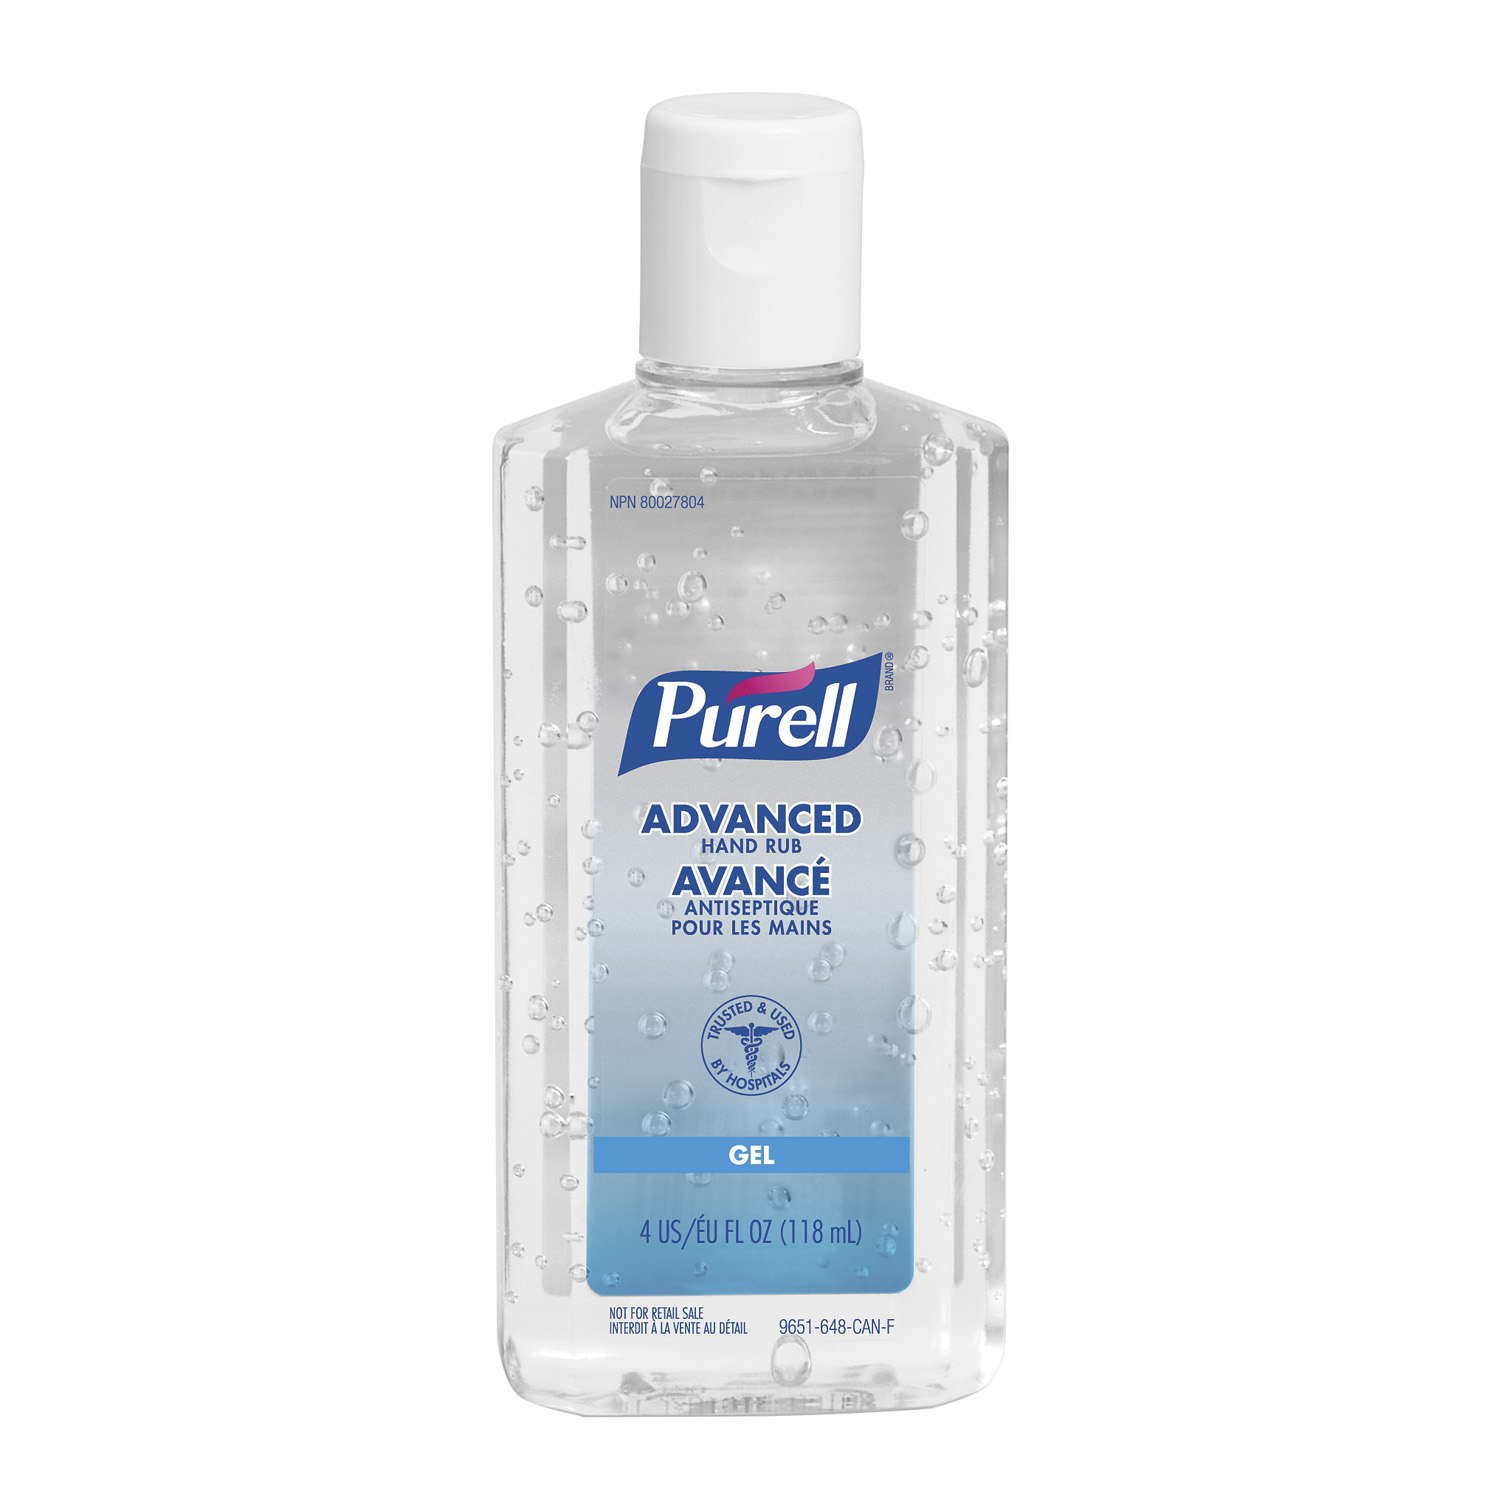 NPN 80027804
Purell
BRAND®
ADVANCED
HAND RUB
AVANCÉ
ANTISEPTIQUE
POUR LES MAINS
TRUSTED & USED
BY HOSPITALS
GEL
4 US/ÉU FL OZ (118 mL)
NOT FOR RETAIL SALE
INTERDIT À LA VENTE AU DÉTAIL 9651-648-CAN-F